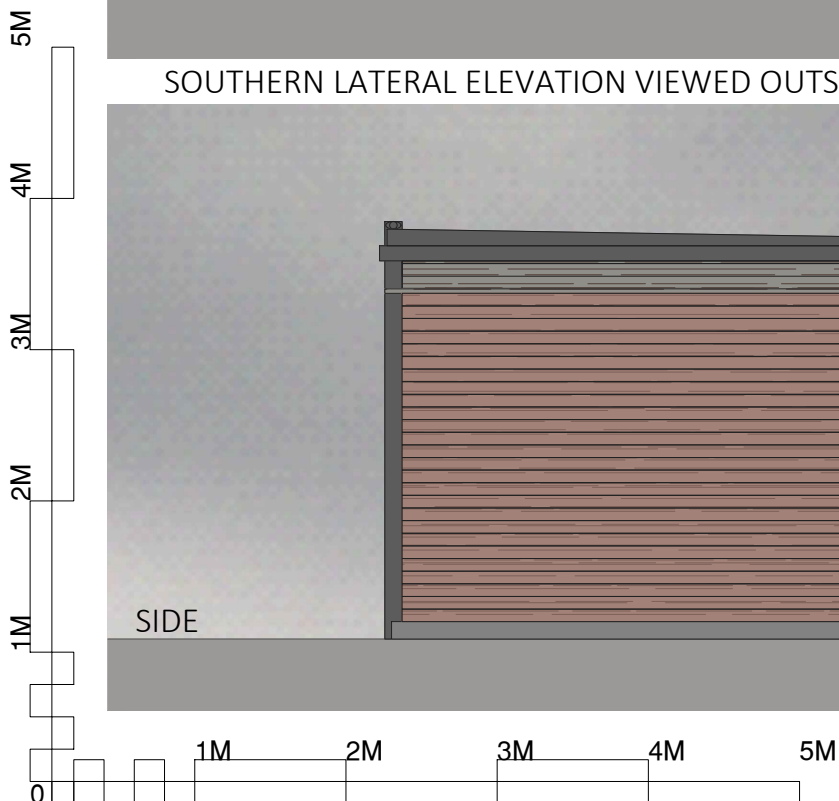 5M
SOUTHERN LATERAL ELEVATION VIEWED OUTS
4M
3M
2M
1M
SIDE
1M 2M 3M 4M 5M
0